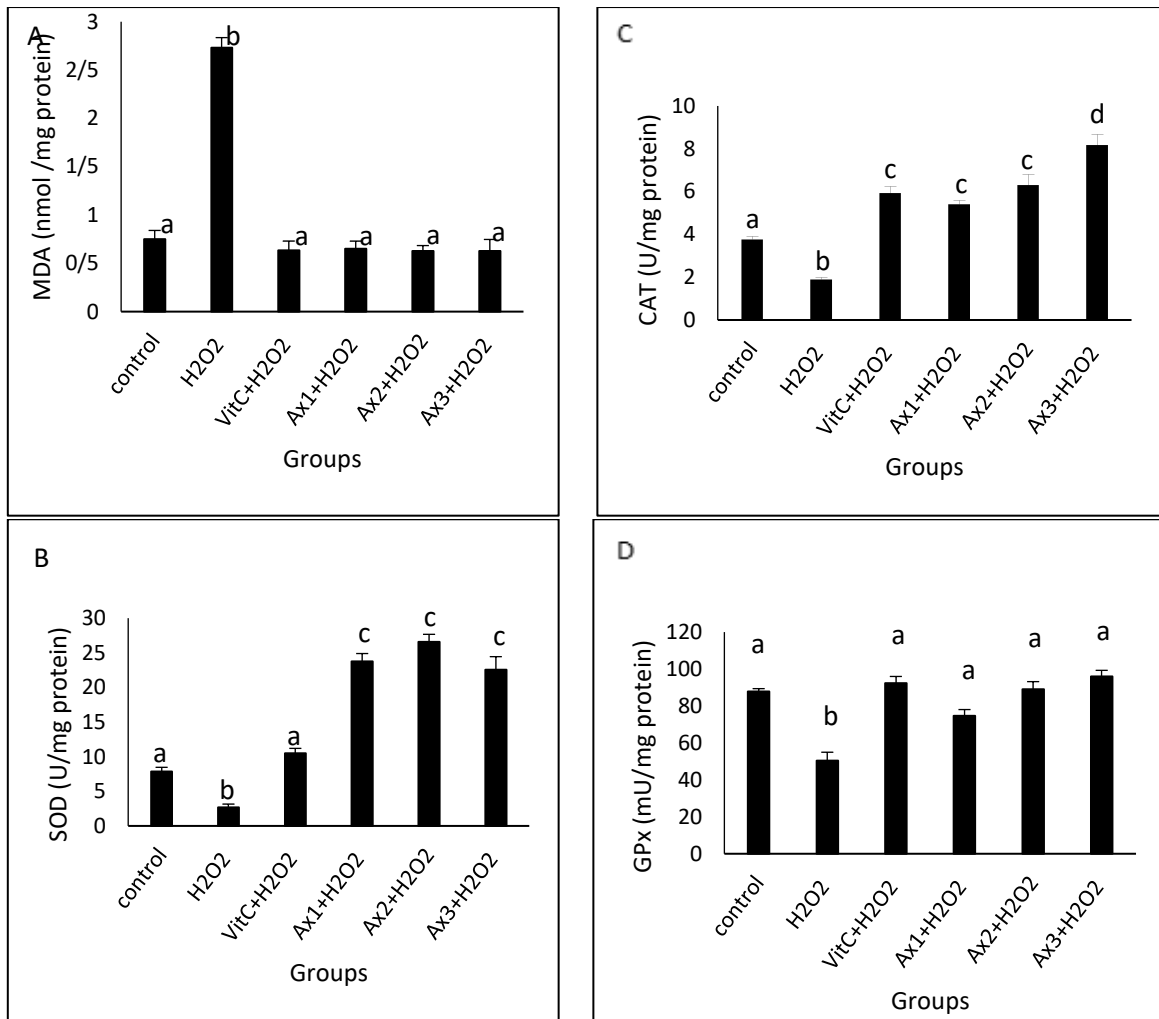 A
MDA (nmol /mg protein)
3
2/5
2
1/5
1
0/5
0
a
b
a
a
a
a
control
H2O2
VitC+H2O2
Ax1+H2O2
Ax2+H2O2
Ax3+H2O2
Groups
C
CAT (U/mg protein)
10
8
6
4
2
0
a
b
c
c
c
d
control
H2O2
VitC+H2O2
Ax1+H2O2
Ax2+H2O2
Ax3+H2O2
Groups
B
SOD (U/mg protein)
30
25
20
15
10
5
0
a
b
a
c
c
c
control
H2O2
VitC+H2O2
Ax1+H2O2
Ax2+H2O2
Ax3+H2O2
Groups
D
GPx (mU/mg protein)
120
100
80
60
40
20
0
a
b
a
a
a
a
control
H2O2
VitC+H2O2
Ax1+H2O2
Ax2+H2O2
Ax3+H2O2
Groups